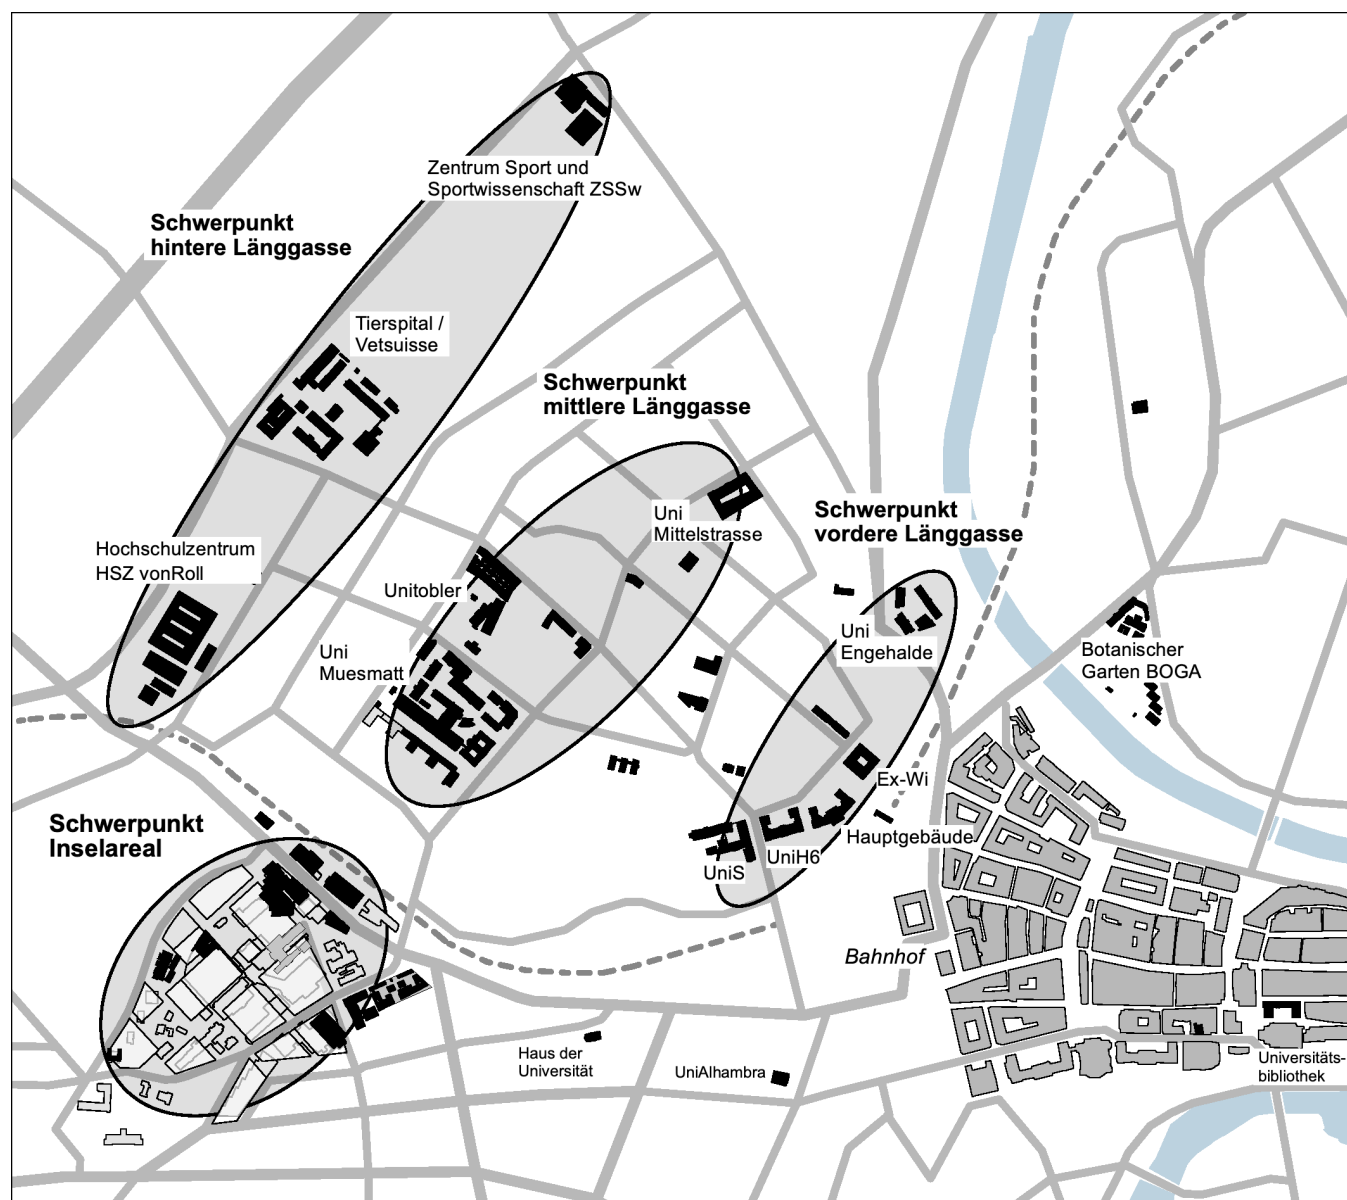 Zentrum Sport und
Sportwissenschaft ZSSw
Schwerpunkt
hintere Länggasse
Tierspital /
Vetsuisse
Schwerpunkt
mittlere Länggasse
Uni
Mittelstrasse
Schwerpunkt
vordere Länggasse
Hochschulzentrum
HSZ vonRoll
Unitobler
Uni
Muesmatt
Uni
Engehalde
Botanischer
Garten BOGA
Ex-Wi
Hauptgebäude
UniH6
UniS
Schwerpunkt
Inselareal
Bahnhof
Haus der
Universität
UniAlhambra
Universitäts-
bibliothek